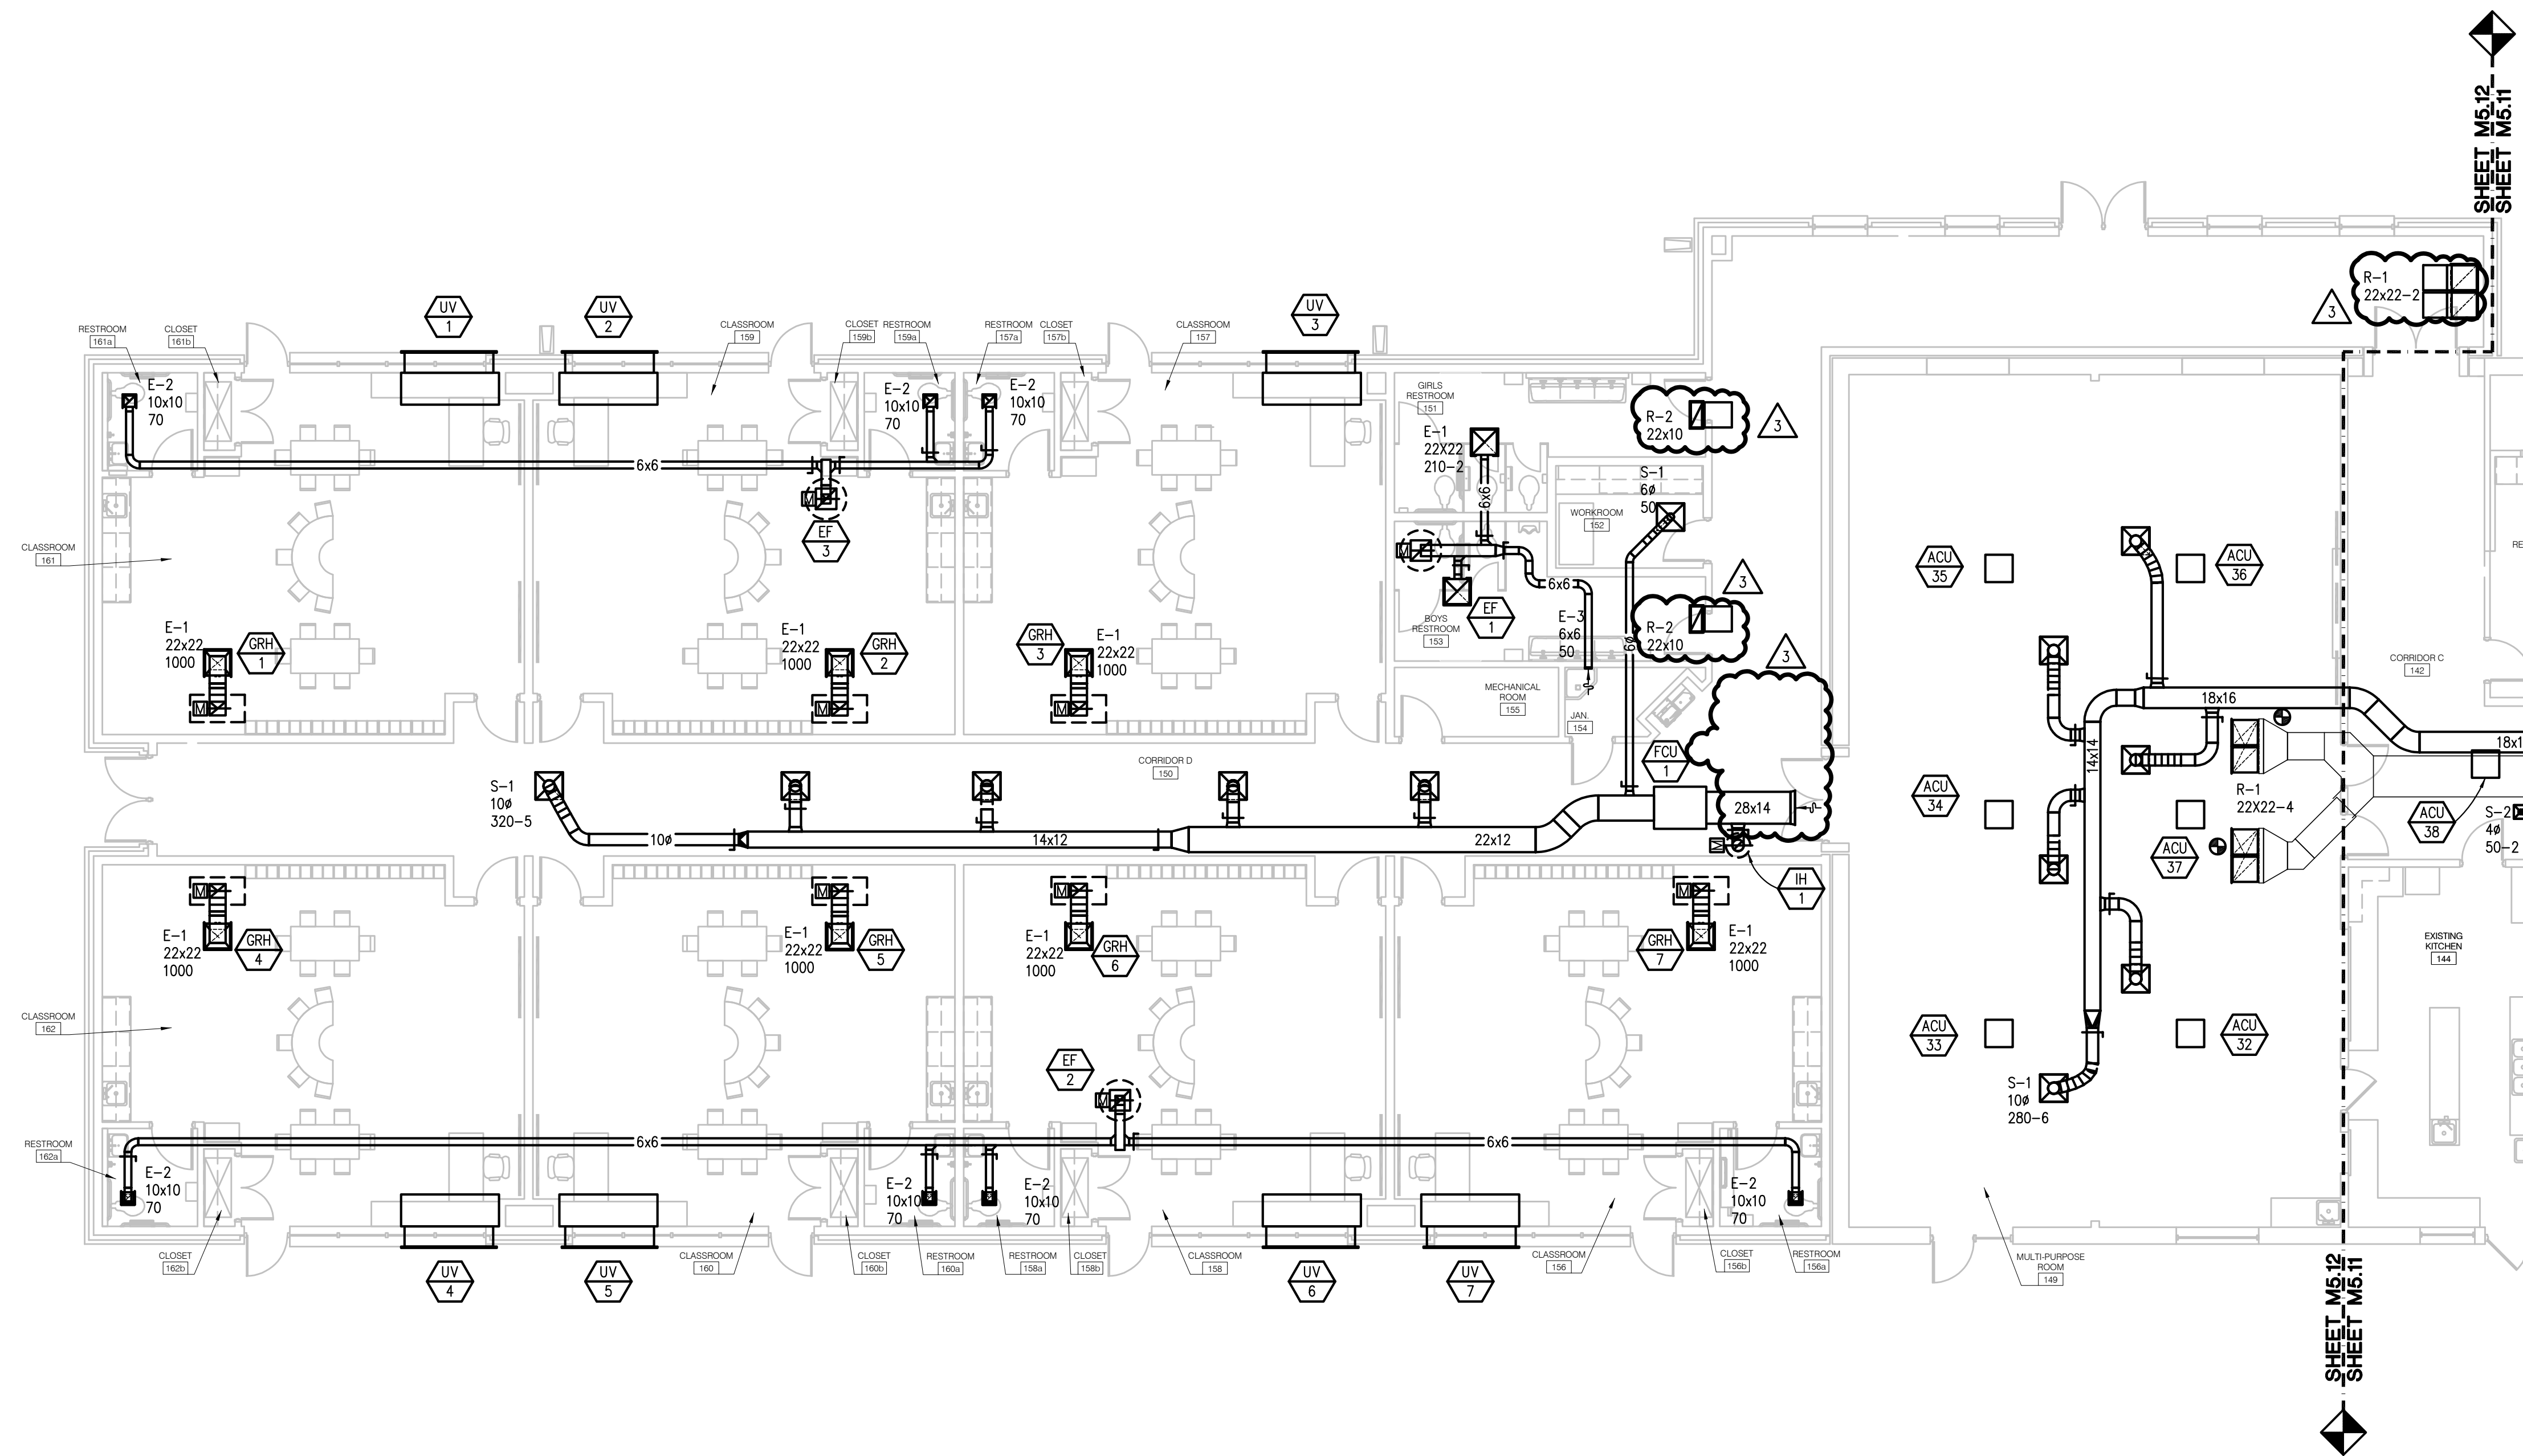 SHEET M5.12
SHEET M5.11
R-1
22x22-2
3
UV
1
UV
2
UV
3
RESTROOM
161a
CLOSET
161b
CLASSROOM
159
CLOSET
159b
RESTROOM
159a
RESTROOM
157a
CLOSET
157b
CLASSROOM
157
E-2
10x10
70
E-2
10x10
70
E-2
10x10
70
GIRLS
RESTROOM
151
E-1
22X22
210-2
R-2
22x10
3
6x6
6x6
S-1
6ø
50
WORKROOM
152
M
EF
3
M
CLASSROOM
161
ACU
35
ACU
36
RE
6x6
3
BOYS
RESTROOM
153
EF
1
E-3
6x6
50
R-2
22x10
6ø
3
E-1
22x22
1000
GRH
1
E-1
22x22
1000
GRH
2
GRH
3
E-1
22x22
1000
M
M
M
MECHANICAL
ROOM
155
JAN.
154
CORRIDOR C
142
18x16
14x14
18x1
CORRIDOR D
150
FCU
1
S-1
10ø
320-5
28x14
ACU
34
R-1
22X22-4
ACU
37
ACU
38
S-2
4ø
50-2
10ø
14x12
22x12
M
IH
1
M
M
M
M
E-1
22x22
1000
GRH
4
E-1
22x22
1000
GRH
5
E-1
22x22
1000
GRH
6
GRH
7
E-1
22x22
1000
EXISTING
KITCHEN
144
CLASSROOM
162
ACU
33
ACU
32
EF
2
M
S-1
10ø
280-6
6x6
6x6
RESTROOM
162a
E-2
10x10
70
E-2
10x10
70
E-2
10x10
70
E-2
10x10
70
CLOSET
162b
UV
4
UV
5
CLASSROOM
160
CLOSET
160b
RESTROOM
160a
RESTROOM
158a
CLOSET
158b
CLASSROOM
158
UV
6
UV
7
CLASSROOM
156
CLOSET
156b
RESTROOM
156a
MULTI-PURPOSE
ROOM
149
SHEET M5.12
SHEET M5.11